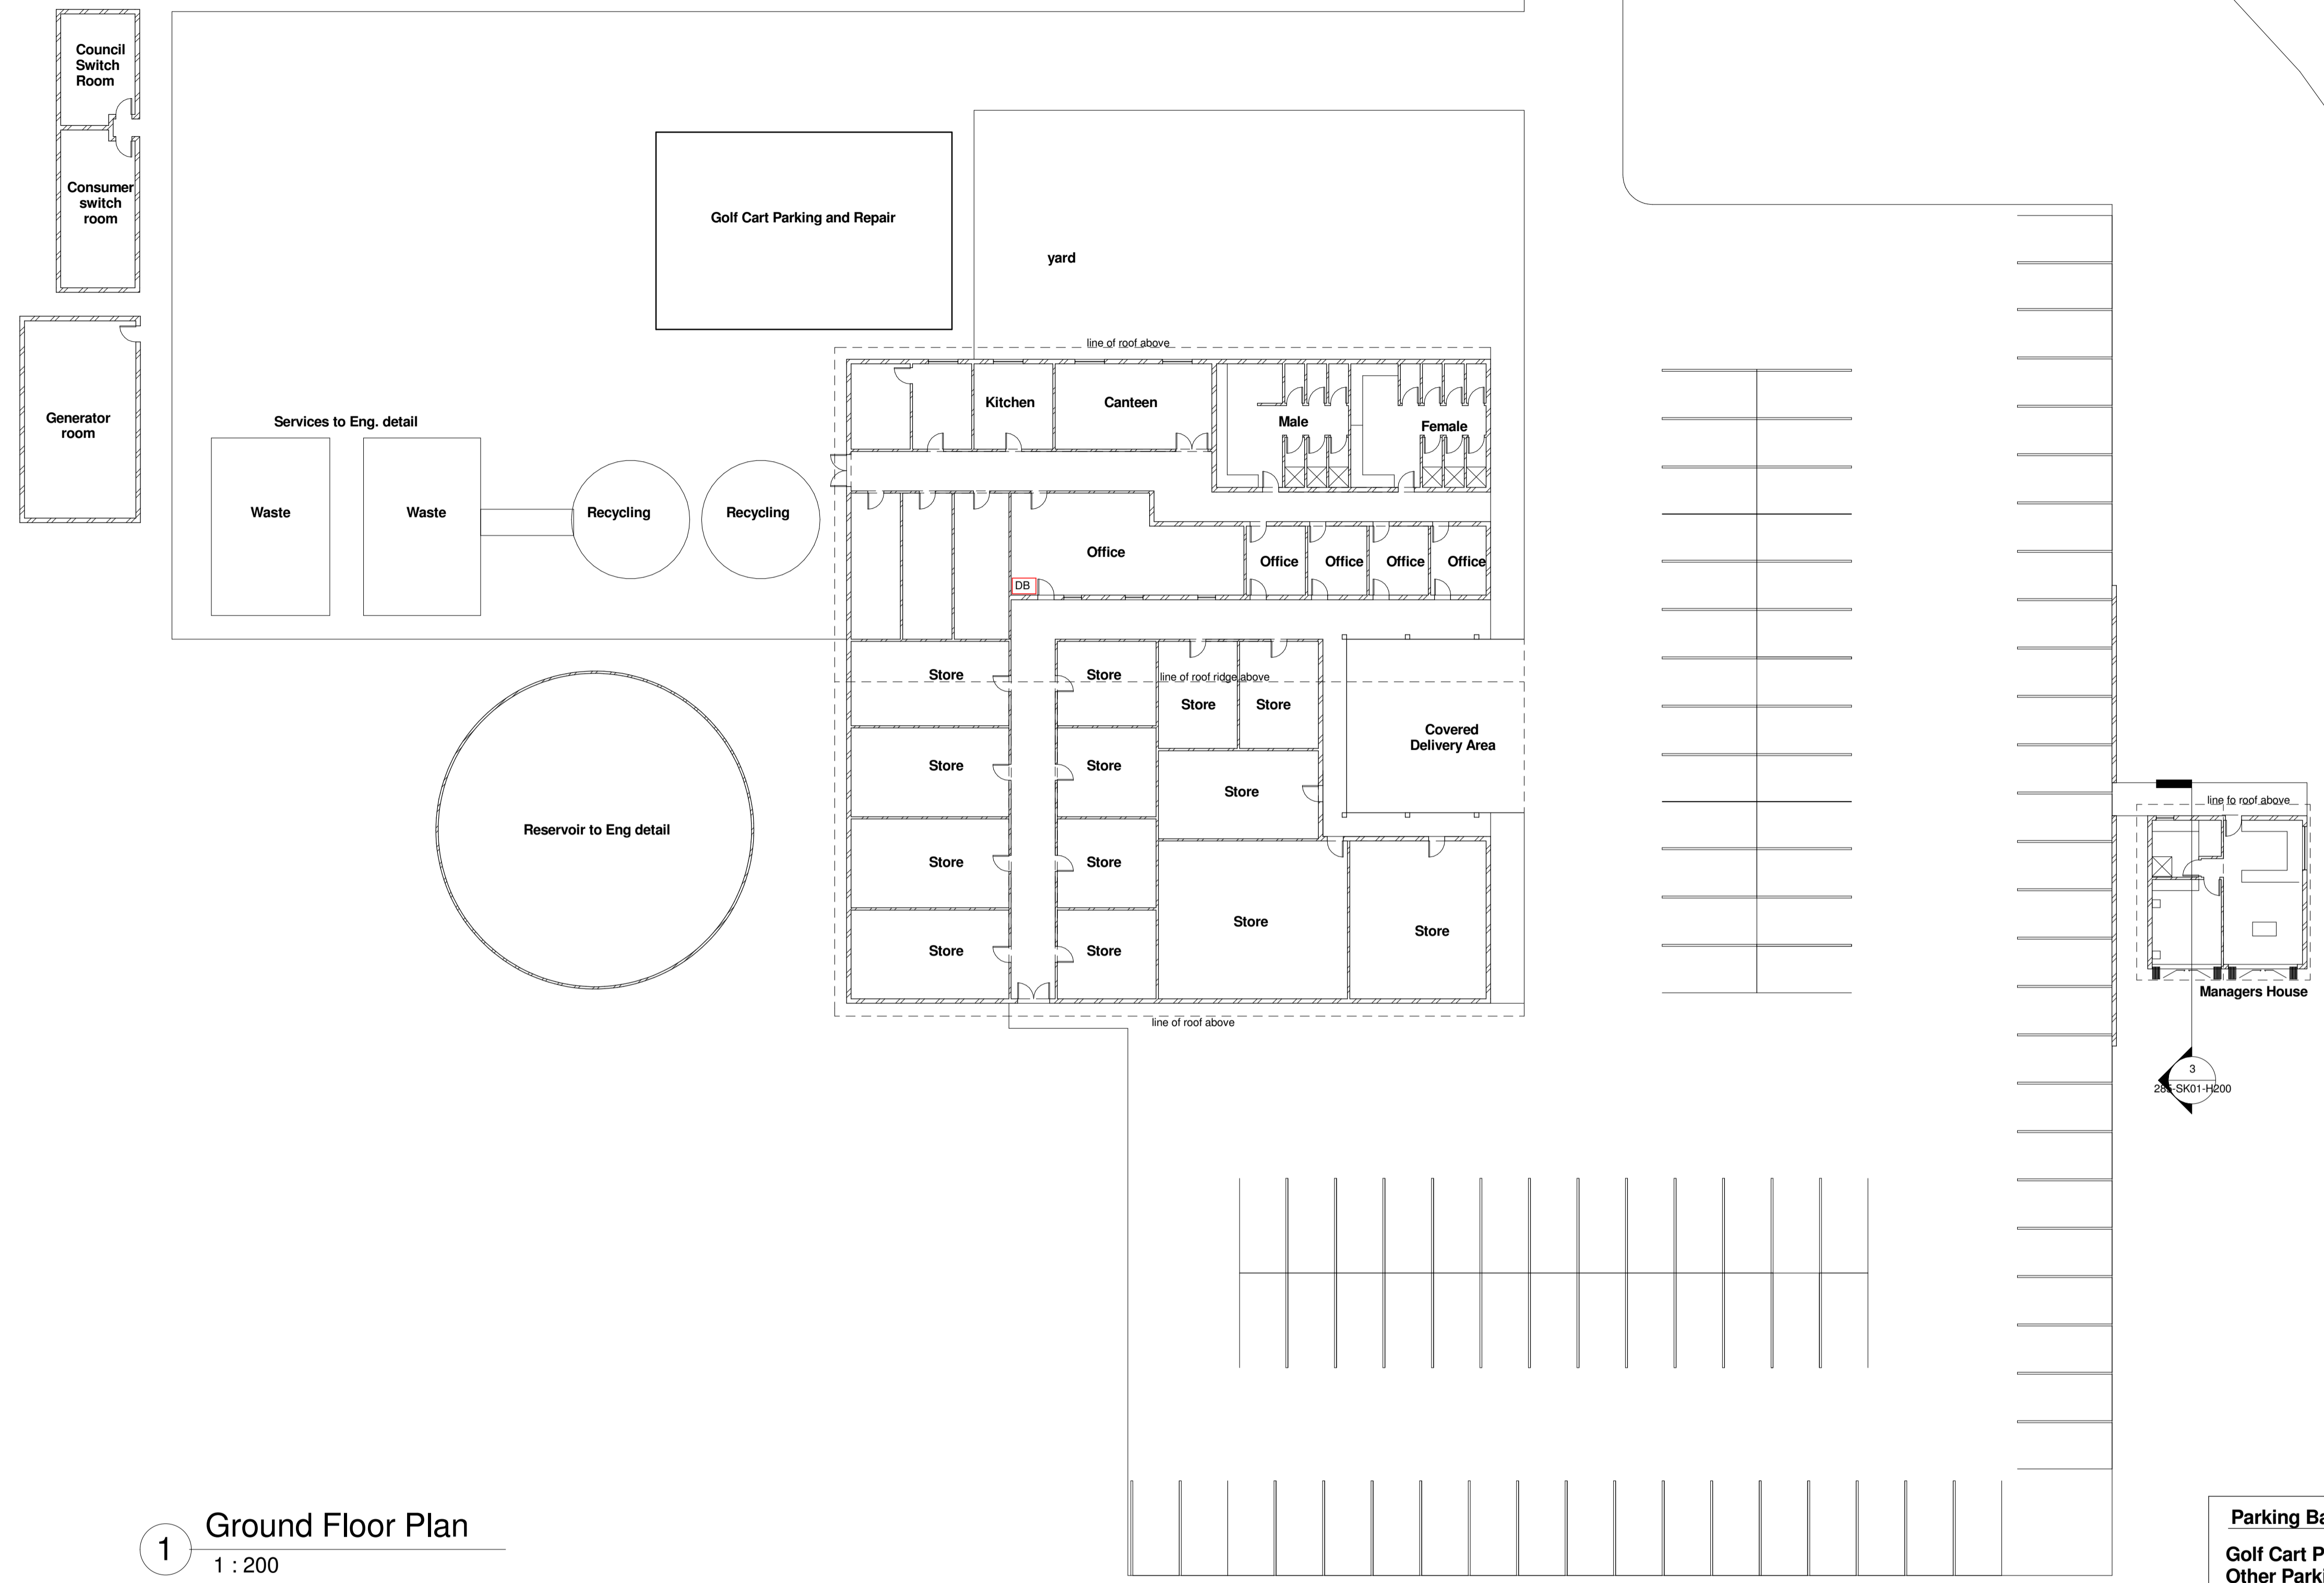 Council
Switch
Room
Consumer
switch
room
Golf Cart Parking and Repair
yard
line of roof above
Generator
room
Services to Eng. detail
Kitchen
Canteen
Male
Female
Waste
Waste
Recycling
Recycling
Office
Office
Office
Office
Office
DB
Store
Store
line of roof ridge above
Store
Store
Covered
Delivery Area
Store
Store
Store
line fo roof above
Reservoir to Eng detail
Store
Store
Store
Store
Store
Store
Store
Managers House
line of roof above
3
285-SK01-H200
1
Ground Floor Plan
1 : 200
Parking Ba
Golf Cart P
Other Parki